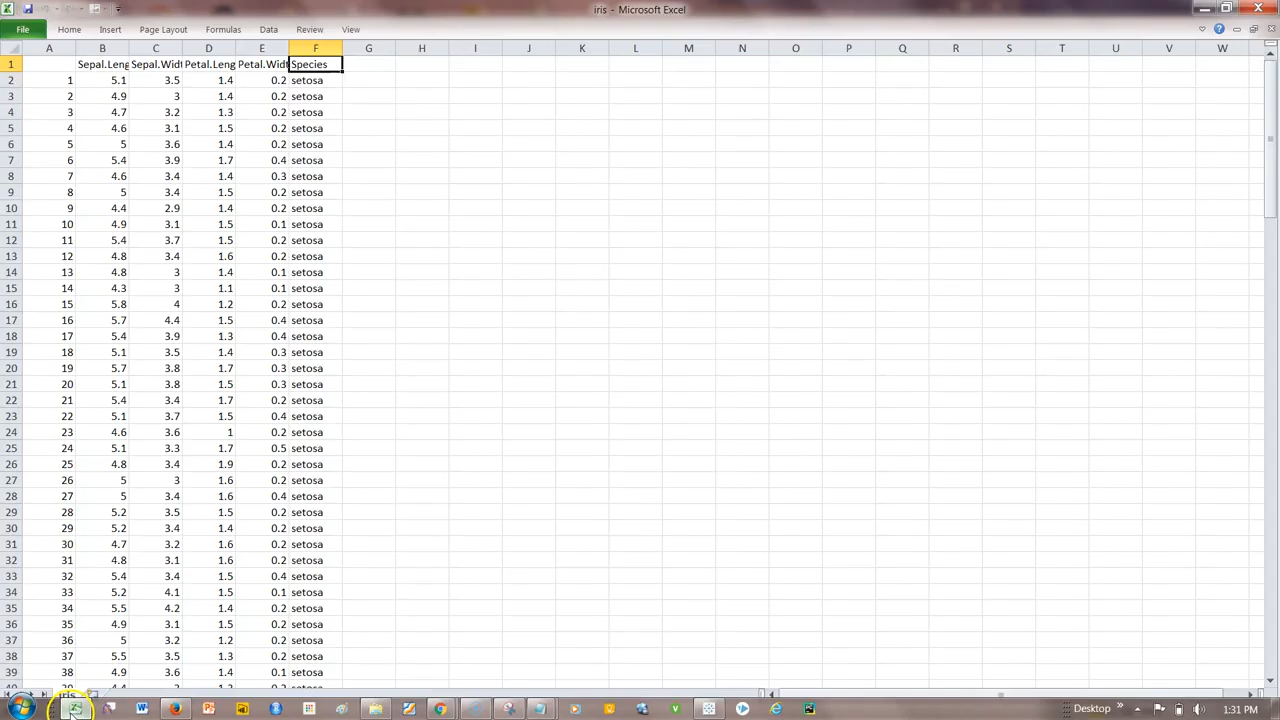 iris - Microsoft Excel
File Home Insert Page Layout Formulas Data Review View
A B C D E F G H I J K L M N O P Q R S T U V W
1 Sepal.Leng Sepal.Widt Petal.Leng Petal.Widt Species
2 1 5.1 3.5 1.4 0.2 setosa
3 2 4.9 3 1.4 0.2 setosa
4 3 4.7 3.2 1.3 0.2 setosa
5 4 4.6 3.1 1.5 0.2 setosa
6 5 5 3.6 1.4 0.2 setosa
7 6 5.4 3.9 1.7 0.4 setosa
8 7 4.6 3.4 1.4 0.3 setosa
9 8 5 3.4 1.5 0.2 setosa
10 9 4.4 2.9 1.4 0.2 setosa
11 10 4.9 3.1 1.5 0.1 setosa
12 11 5.4 3.7 1.5 0.2 setosa
13 12 4.8 3.4 1.6 0.2 setosa
14 13 4.8 3 1.4 0.1 setosa
15 14 4.3 3 1.1 0.1 setosa
16 15 5.8 4 1.2 0.2 setosa
17 16 5.7 4.4 1.5 0.4 setosa
18 17 5.4 3.9 1.3 0.4 setosa
19 18 5.1 3.5 1.4 0.3 setosa
20 19 5.7 3.8 1.7 0.3 setosa
21 20 5.1 3.8 1.5 0.3 setosa
22 21 5.4 3.4 1.7 0.2 setosa
23 22 5.1 3.7 1.5 0.4 setosa
24 23 4.6 3.6 1 0.2 setosa
25 24 5.1 3.3 1.7 0.5 setosa
26 25 4.8 3.4 1.9 0.2 setosa
27 26 5 3 1.6 0.2 setosa
28 27 5 3.4 1.6 0.4 setosa
29 28 5.2 3.5 1.5 0.2 setosa
30 29 5.2 3.4 1.4 0.2 setosa
31 30 4.7 3.2 1.6 0.2 setosa
32 31 4.8 3.1 1.6 0.2 setosa
33 32 5.4 3.4 1.5 0.4 setosa
34 33 5.2 4.1 1.5 0.1 setosa
35 34 5.5 4.2 1.4 0.2 setosa
36 35 4.9 3.1 1.5 0.2 setosa
37 36 5 3.2 1.2 0.2 setosa
38 37 5.5 3.5 1.3 0.2 setosa
39 38 4.9 3.6 1.4 0.1 setosa
iris
Desktop 1:31 PM